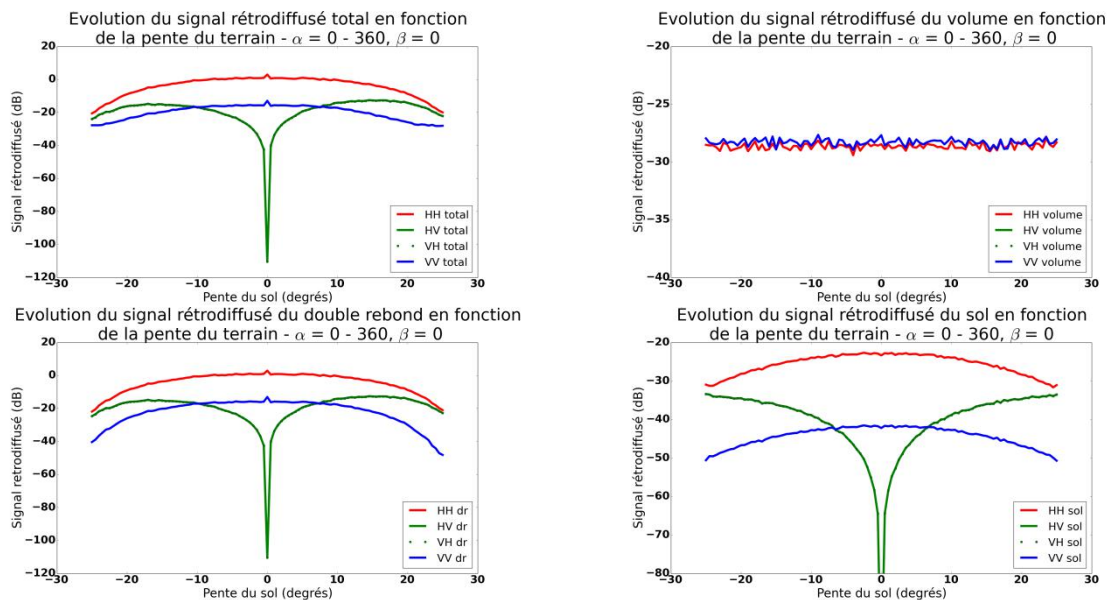 Evolution du signal rétrodiffusé total en fonction
de la pente du terrain - α = 0 - 360, β = 0
Signal rétrodiffusé (dB)
20
0
−20
−40
−60
−80
−100
−120
HH total
HV total
VH total
VV total
−30 −20 −10 0 10 20 30
Pente du sol (degrés)
Evolution du signal rétrodiffusé du volume en fonction
de la pente du terrain - α = 0 - 360, β = 0
Signal rétrodiffusé (dB)
−20
−25
−30
−35
−40
HH volume
HV volume
VH volume
VV volume
−30 −20 −10 0 10 20 30
Pente du sol (degrés)
Evolution du signal rétrodiffusé du double rebond en fonction
de la pente du terrain - α = 0 - 360, β = 0
Signal rétrodiffusé (dB)
20
0
−20
−40
−60
−80
−100
−120
HH dr
HV dr
VH dr
VV dr
−30 −20 −10 0 10 20 30
Pente du sol (degrés)
Evolution du signal rétrodiffusé du sol en fonction
de la pente du terrain - α = 0 - 360, β = 0
Signal rétrodiffusé (dB)
−20
−30
−40
−50
−60
−70
−80
HH sol
HV sol
VH sol
VV sol
−30 −20 −10 0 10 20 30
Pente du sol (degrés)